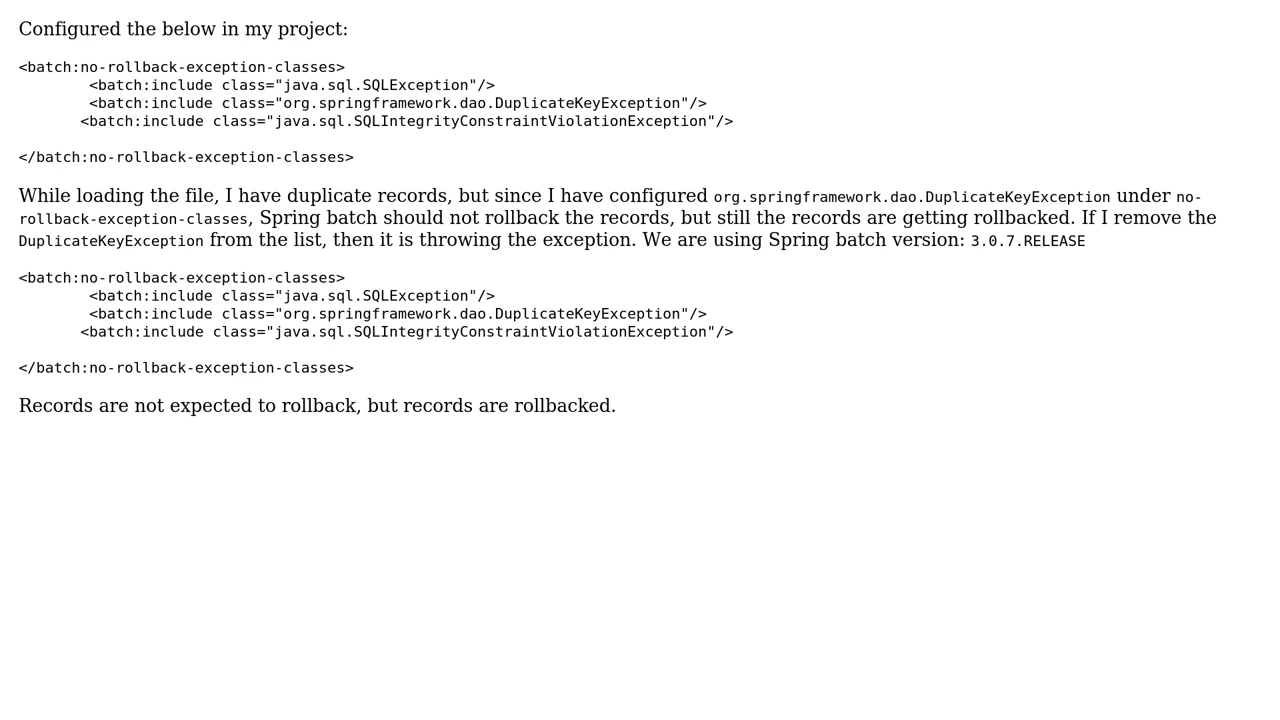 Configured the below in my project:
<batch:no-rollback-exception-classes>
        <batch:include class="java.sql.SQLException"/>
        <batch:include class="org.springframework.dao.DuplicateKeyException"/>
       <batch:include class="java.sql.SQLIntegrityConstraintViolationException"/>
</batch:no-rollback-exception-classes>
While loading the file, I have duplicate records, but since I have configured org.springframework.dao.DuplicateKeyException under no-
rollback-exception-classes, Spring batch should not rollback the records, but still the records are getting rollbacked. If I remove the
DuplicateKeyException from the list, then it is throwing the exception. We are using Spring batch version: 3.0.7.RELEASE
<batch:no-rollback-exception-classes>
        <batch:include class="java.sql.SQLException"/>
        <batch:include class="org.springframework.dao.DuplicateKeyException"/>
       <batch:include class="java.sql.SQLIntegrityConstraintViolationException"/>
</batch:no-rollback-exception-classes>
Records are not expected to rollback, but records are rollbacked.